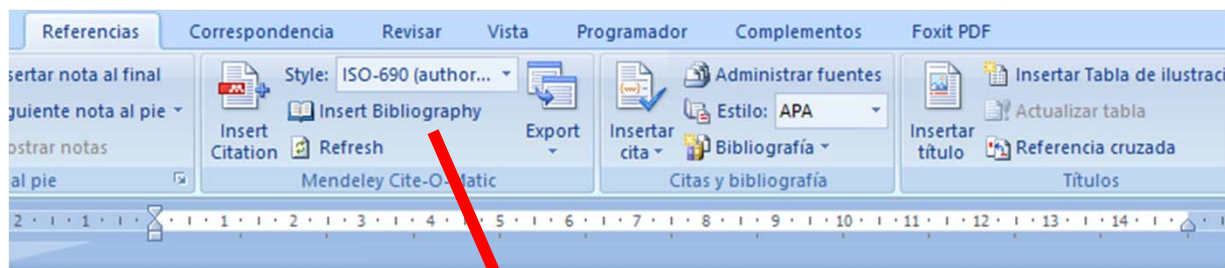 Referencias Correspondencia Revisar Vista Programador Complementos Foxit PDF
sertar nota al final
guiente nota al pie
ostrar notas
al pie
Insert Citation
Style: ISO-690 (author...
Insert Bibliography
Refresh
Export
Mendeley Cite-O-Matic
Insertar cita
Administrar fuentes
Estilo: APA
Bibliografía
Citas y bibliografía
Insertar título
Insertar Tabla de ilustraci
Actualizar tabla
Referencia cruzada
Títulos
2 1 1 2 3 4 5 6 7 8 9 10 11 12 13 14